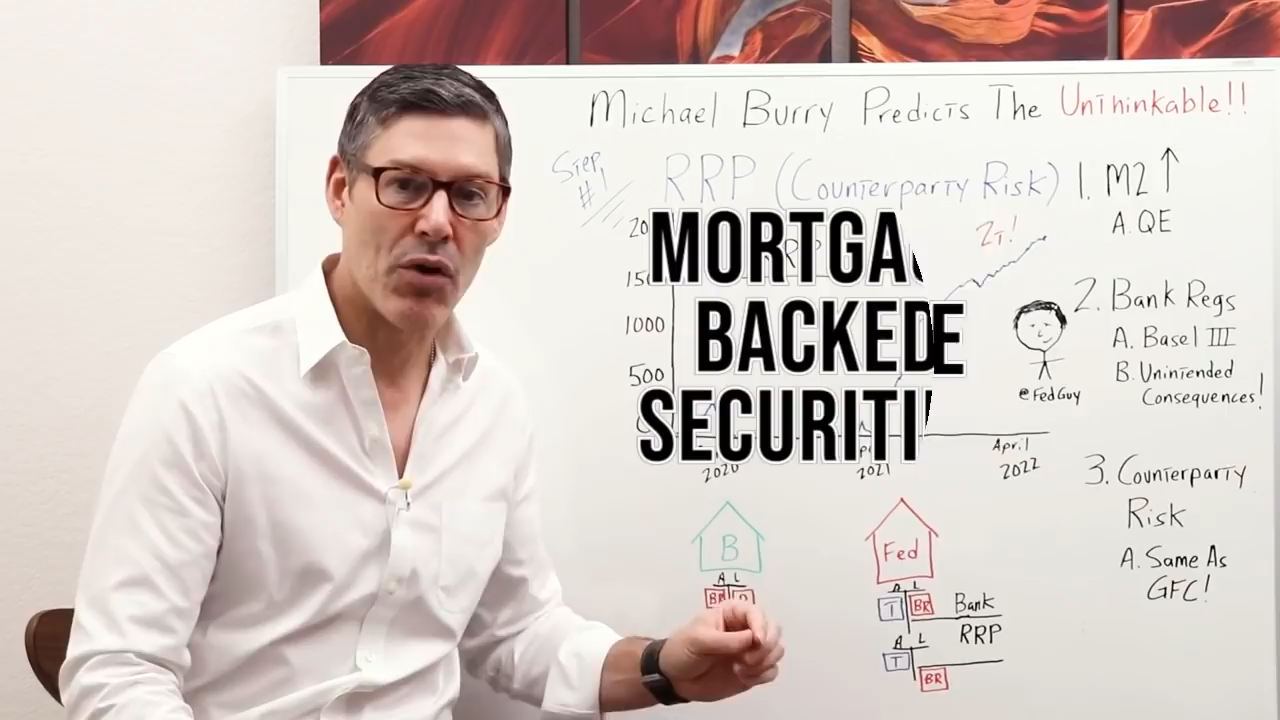 Michael Burry Predicts The Unthinkable!!
Step
#1
RRP (Counterparty Risk)
2T!
1000
500
2020
2021
April
2022
MORTGA
BACKED E
SECURITI
1. M2 ↑
A. QE
2. Bank Regs
A. Basel III
B. Unintended
Consequences!
@FedGuy
3. Counterparty
Risk
A. Same As
GFC!
B
A L
BR
Fed
A L
T BR Bank
RRP
A L
T
BR